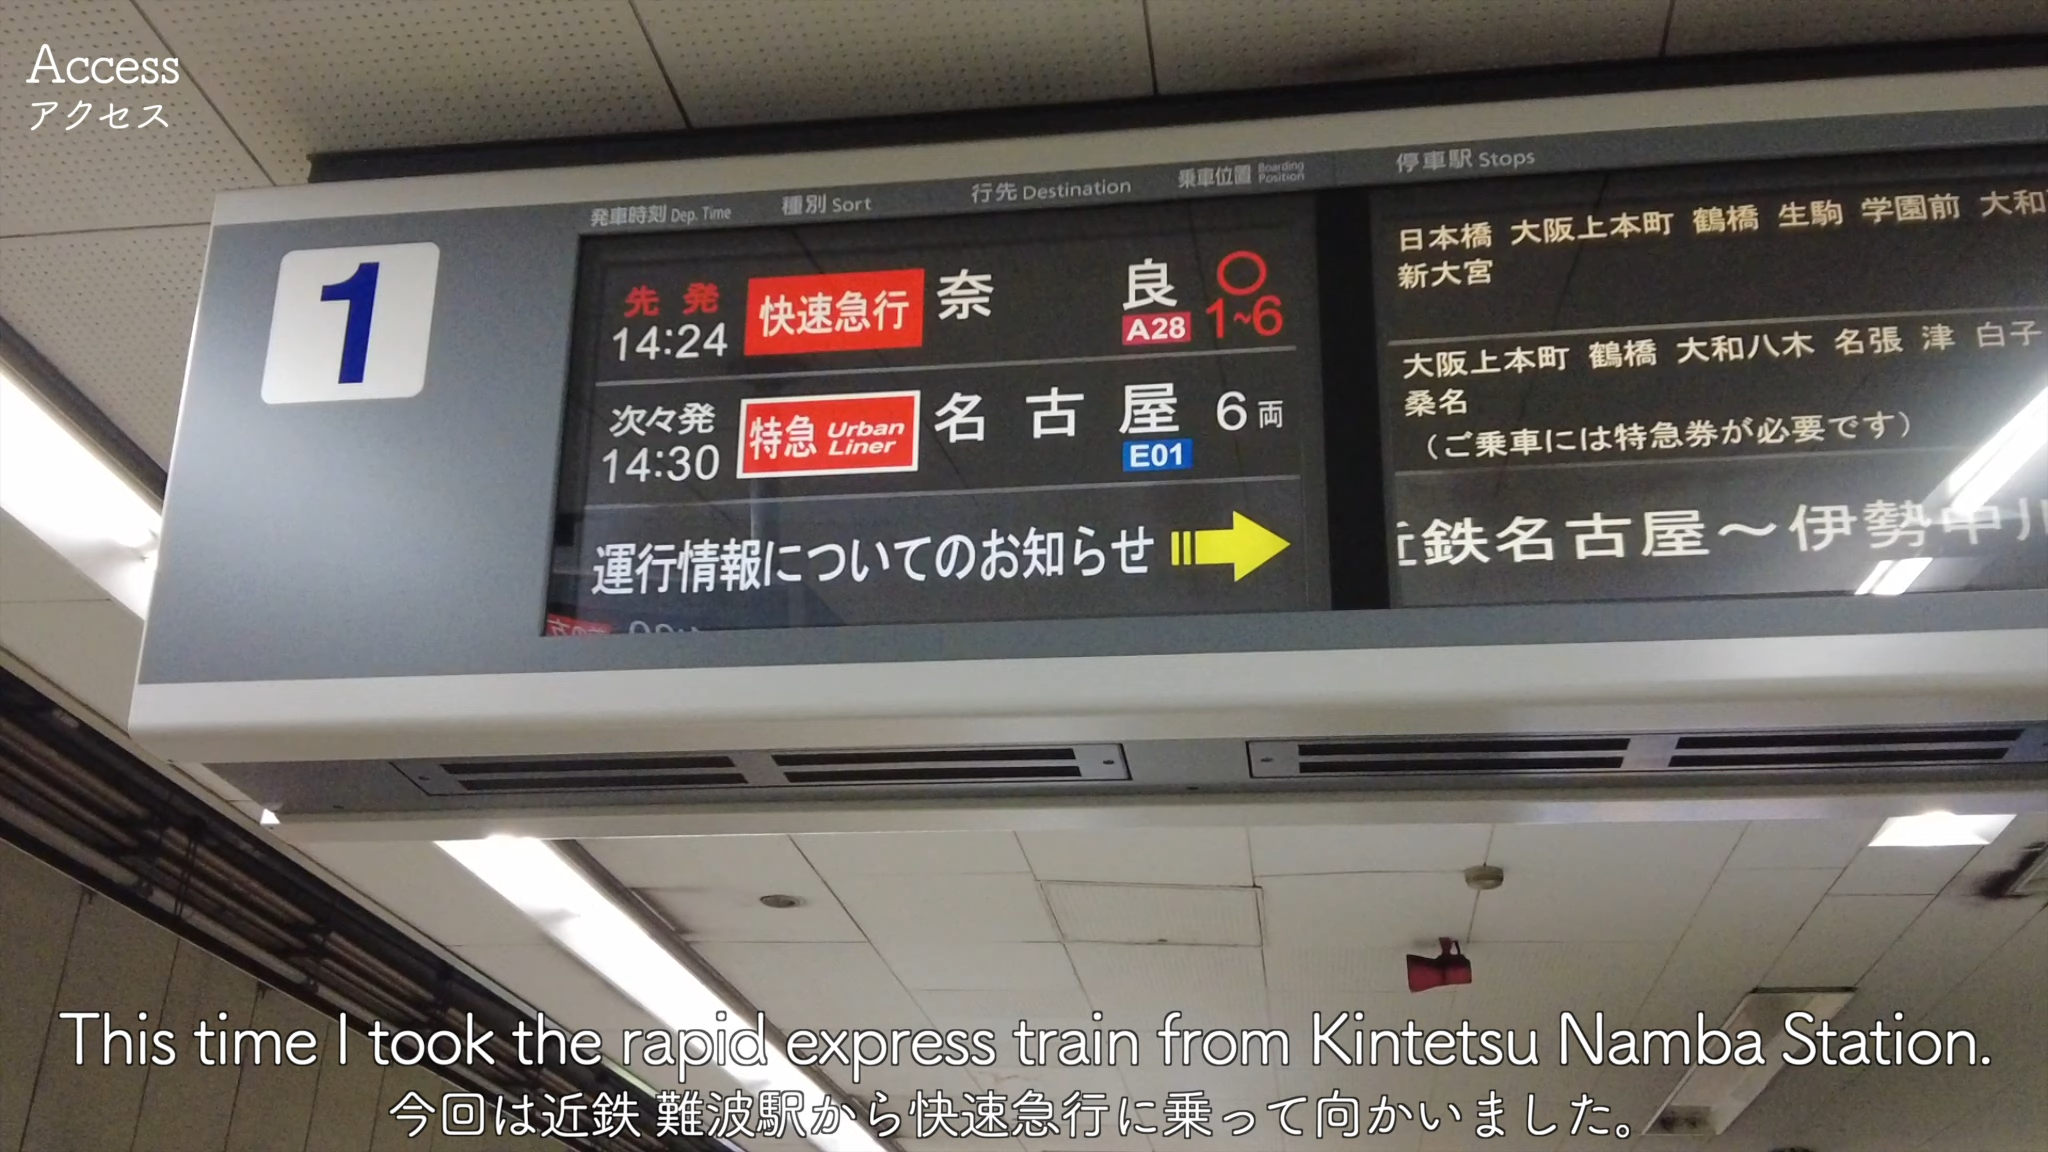 Access
アクセス
発車時刻 Dep. Time 種別 Sort 行先 Destination 乗車位置 Boarding Position 停車駅 Stops
1
先発 快速急行 奈良 ○
14:24 A28 1~6
日本橋 大阪上本町 鶴橋 生駒 学園前 大和
新大宮
次々発 特急 Urban Liner 名古屋 6両
14:30 E01
大阪上本町 鶴橋 大和八木 名張 津 白子
桑名
（ご乗車には特急券が必要です）
運行情報についてのお知らせ
近鉄名古屋～伊勢中川
This time I took the rapid express train from Kintetsu Namba Station.
今回は近鉄 難波駅から快速急行に乗って向かいました。